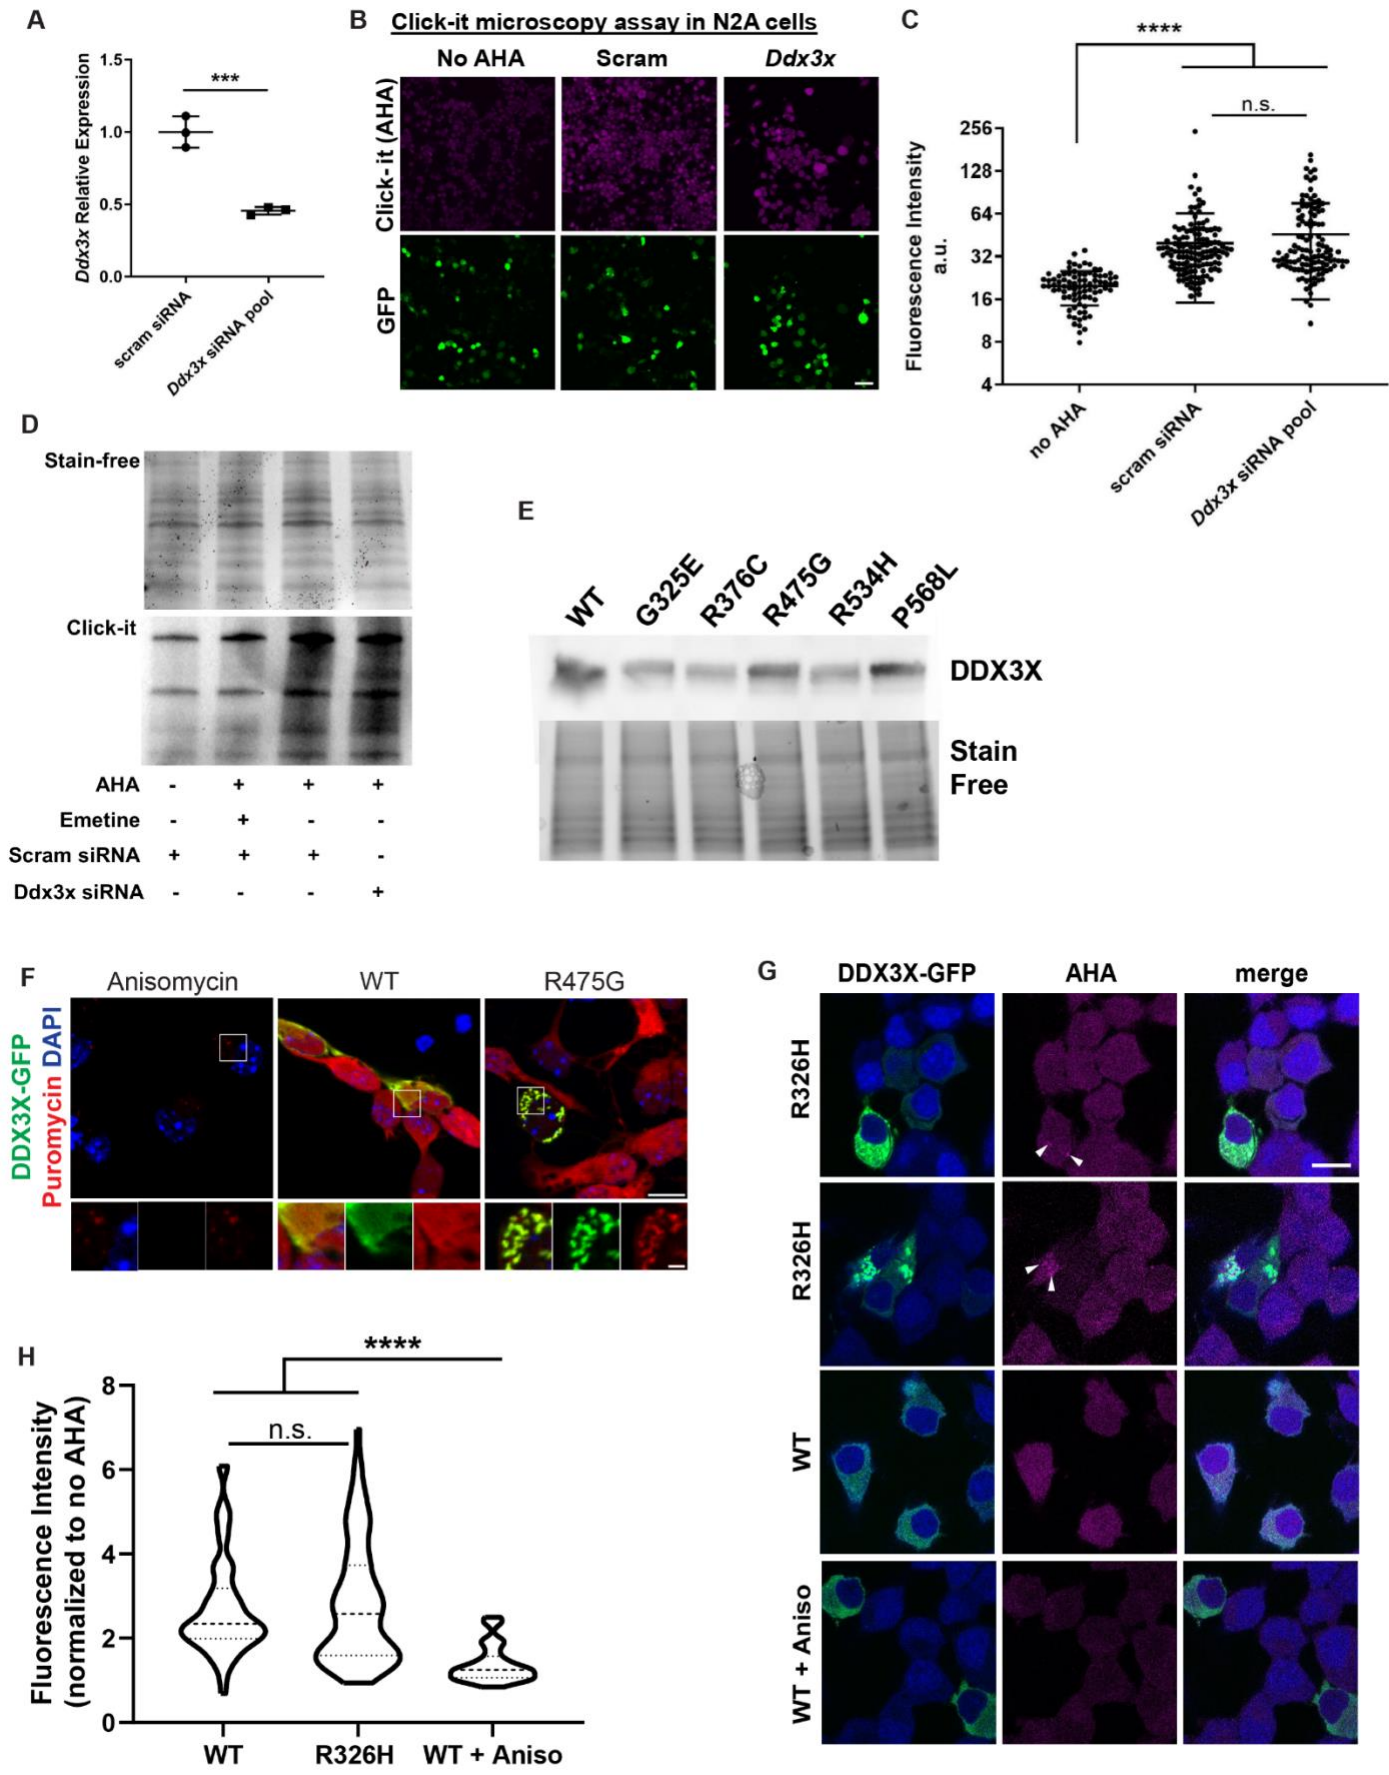 A
Ddx3x Relative Expression
1.5
1.0
0.5
0.0
***
scram siRNA
Ddx3x siRNA pool
B
Click-it microscopy assay in N2A cells
No AHA
Scram
Ddx3x
Click- it (AHA)
GFP
C
****
n.s.
Fluorescence Intensity
a.u.
256
128
64
32
16
8
4
no AHA
scram siRNA
Ddx3x siRNA pool
D
Stain-free
Click-it
AHA - + + +
Emetine - + - -
Scram siRNA + + + -
Ddx3x siRNA - - - +
E
WT
G325E
R376C
R475G
R534H
P568L
DDX3X
Stain
Free
F
Anisomycin
WT
R475G
DDX3X-GFP
Puromycin DAPI
G
DDX3X-GFP
AHA
merge
R326H
R326H
WT
WT + Aniso
H
****
n.s.
Fluorescence Intensity
(normalized to no AHA)
8
6
4
2
0
WT
R326H
WT + Aniso